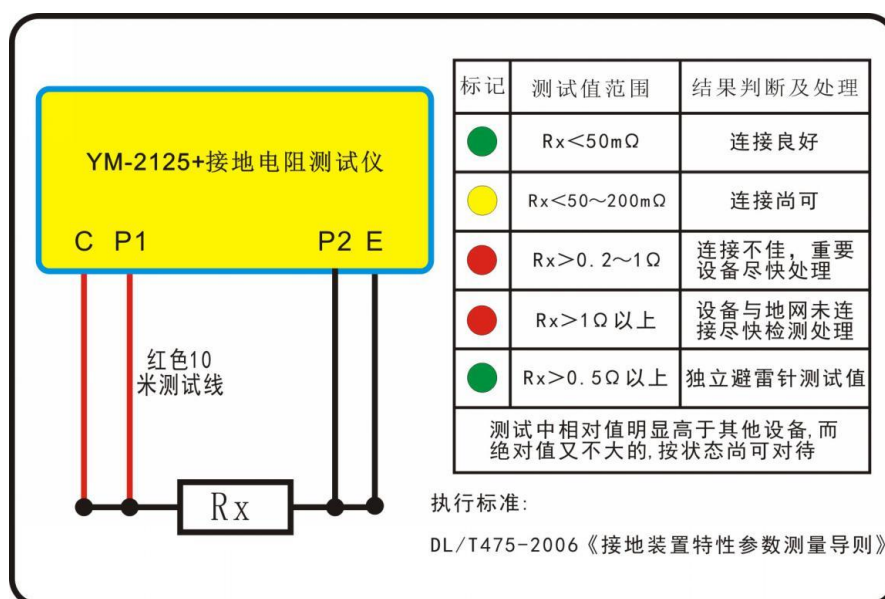 YM-2125+接地电阻测试仪
C P1 P2 E
红色10
米测试线
Rx
标记 测试值范围 结果判断及处理
Rx<50mΩ 连接良好
Rx<50~200mΩ 连接尚可
Rx>0.2~1Ω 连接不佳，重要
设备尽快处理
Rx>1Ω以上 设备与地网未连
接尽快检测处理
Rx>0.5Ω以上 独立避雷针测试值
测试中相对值明显高于其他设备,而
绝对值又不大的,按状态尚可对待
执行标准:
DL/T475-2006《接地装置特性参数测量导则》